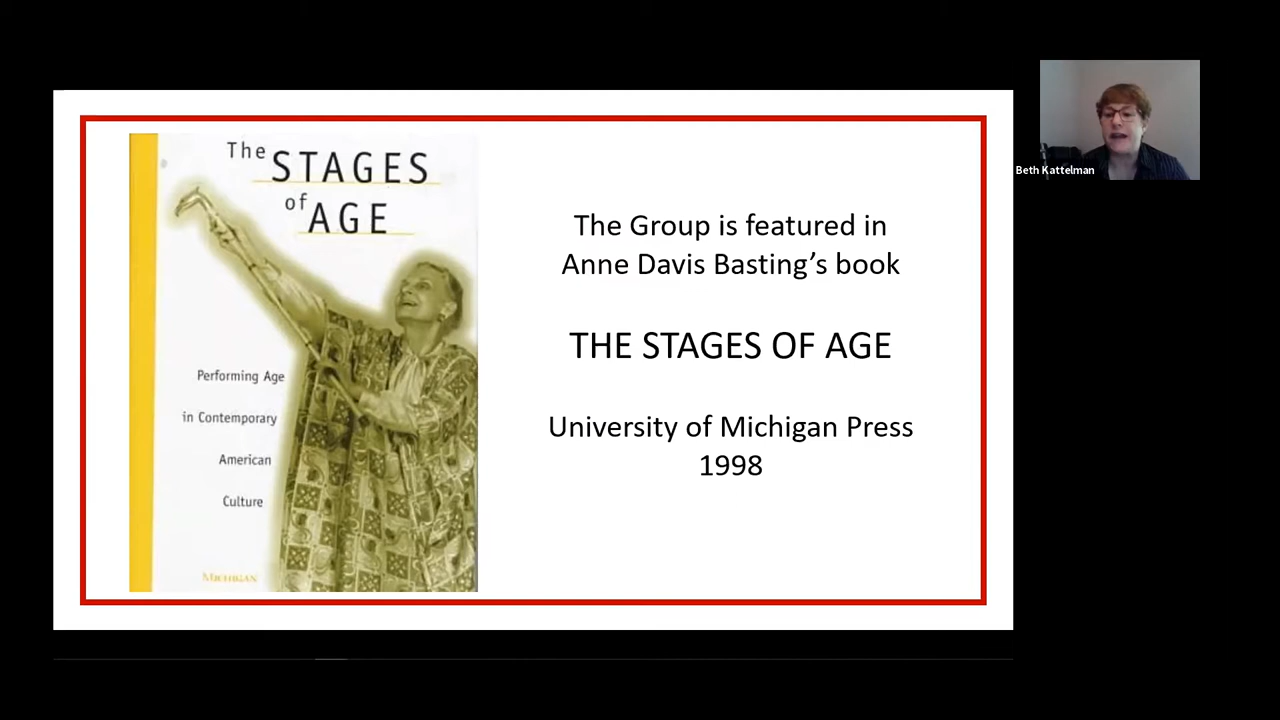 The
STAGES
of
AGE
Performing Age
in Contemporary
American
Culture
MICHIGAN
The Group is featured in
Anne Davis Basting’s book
THE STAGES OF AGE
University of Michigan Press
1998
Beth Kattelman